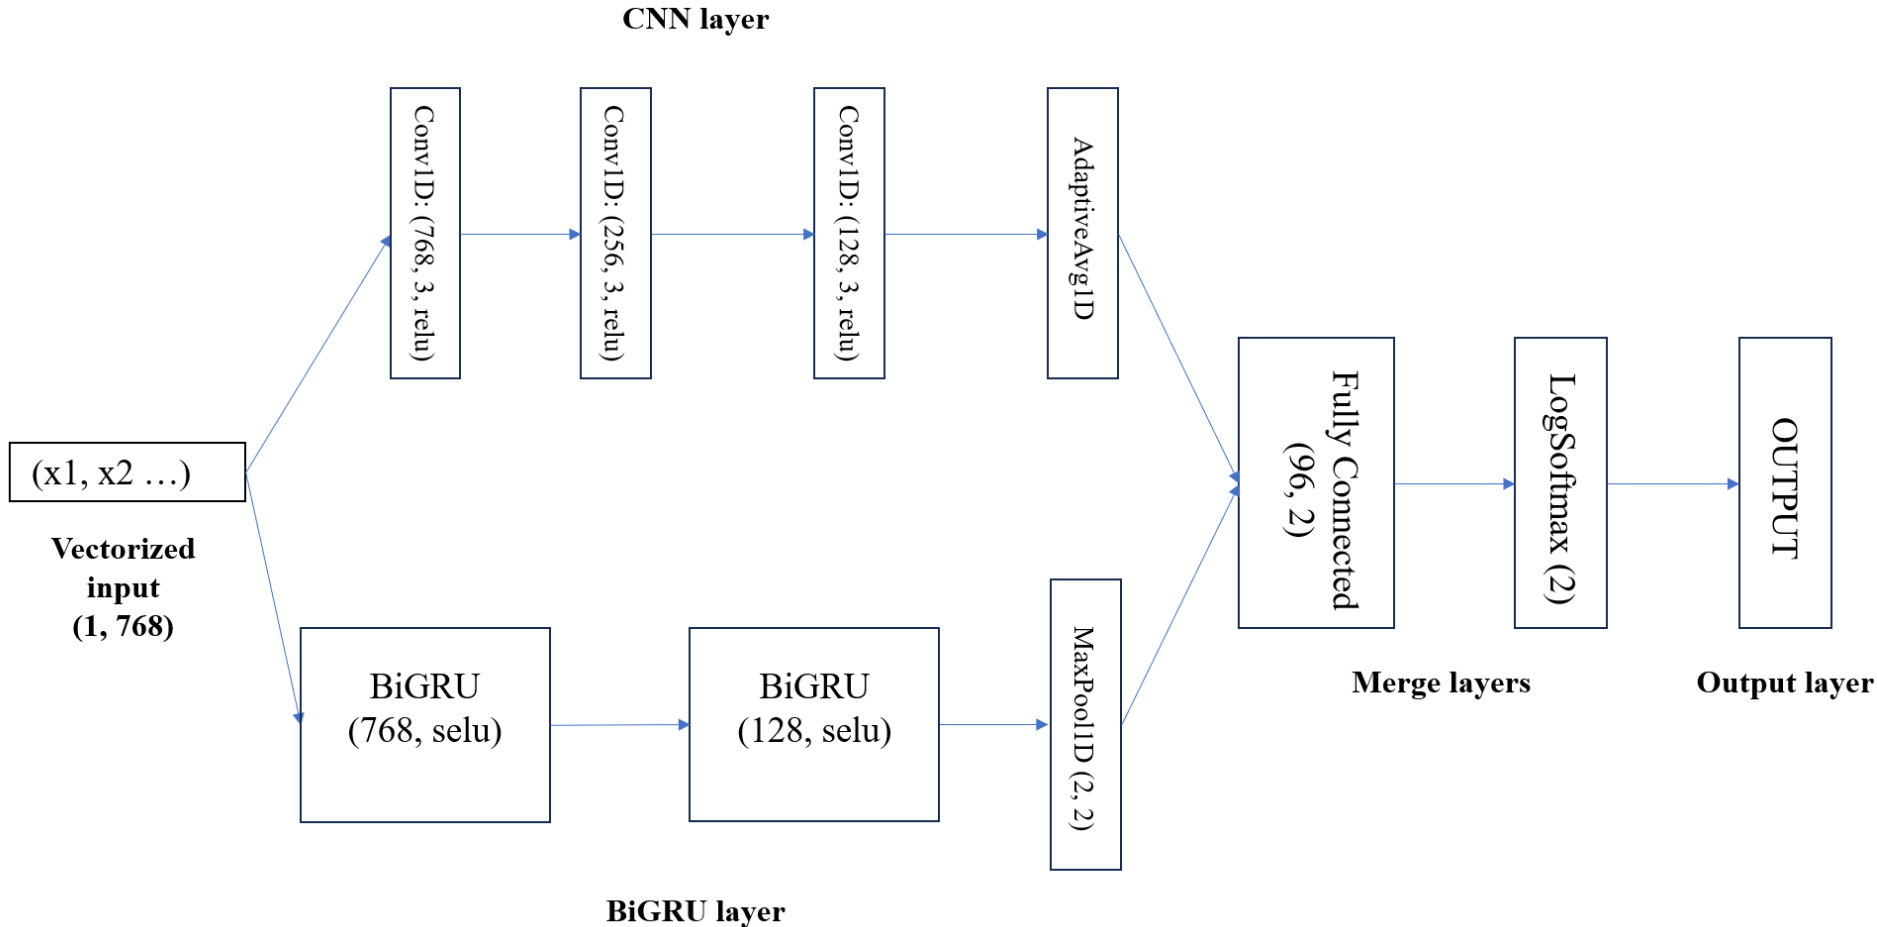 CNN layer
Conv1D: (768, 3, relu)
Conv1D: (256, 3, relu)
Conv1D: (128, 3, relu)
AdaptiveAvg1D
(x1, x2 …)
Vectorized
input
(1, 768)
BiGRU
(768, selu)
BiGRU
(128, selu)
MaxPool1D (2, 2)
BiGRU layer
Fully Connected
(96, 2)
LogSoftmax (2)
Merge layers
OUTPUT
Output layer